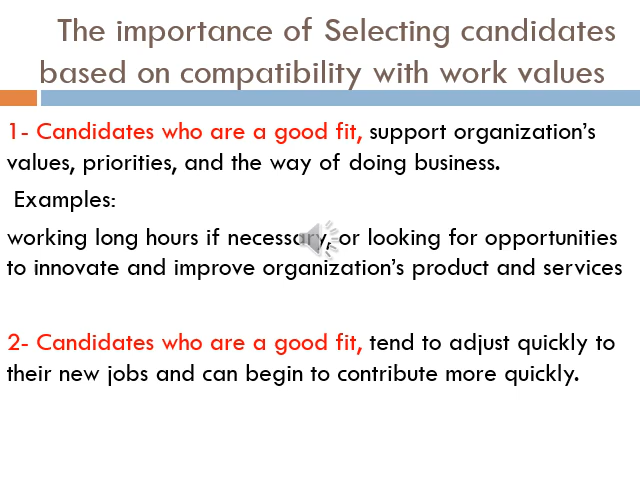 The importance of Selecting candidates
based on compatibility with work values
1- Candidates who are a good fit, support organization’s
values, priorities, and the way of doing business.
Examples:
working long hours if necessary, or looking for opportunities
to innovate and improve organization’s product and services
2- Candidates who are a good fit, tend to adjust quickly to
their new jobs and can begin to contribute more quickly.